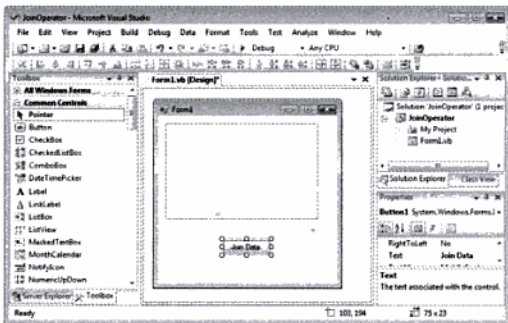 JoinOperator - Microsoft Visual Studio
File Edit View Project Build Debug Data Format Tools Test Analyze Window Help
Debug Any CPU
Toolbox
All Windows Forms
Common Controls
Pointer
Button
CheckBox
CheckedListBox
ComboBox
DateTimePicker
Label
LinkLabel
ListBox
ListView
MaskedTextBox
MonthCalendar
NotifyIcon
NumericUpDown
Server Explorer Toolbox
Form1.vb [Design]*
Form1
Join Data
Solution Explorer - Solutio...
Solution 'JoinOperator' (1 projec
JoinOperator
My Project
Form1.vb
Solution Explorer Class View
Properties
Button1 System.Windows.Forms.
RightToLeft No
Text Join Data
Text
The text associated with the control.
Ready 103, 194 75 x 23